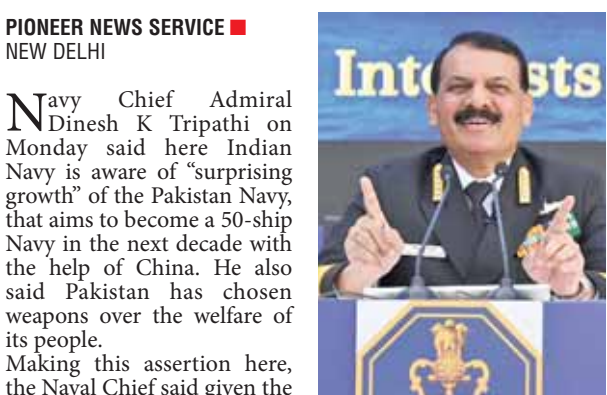 PIONEER NEWS SERVICE
NEW DELHI
Navy Chief Admiral
Dinesh K Tripathi on
Monday said here Indian
Navy is aware of “surprising
growth” of the Pakistan Navy,
that aims to become a 50-ship
Navy in the next decade with
the help of China. He also
said Pakistan has chosen
weapons over the welfare of
its people.
Making this assertion here,
the Naval Chief said given the